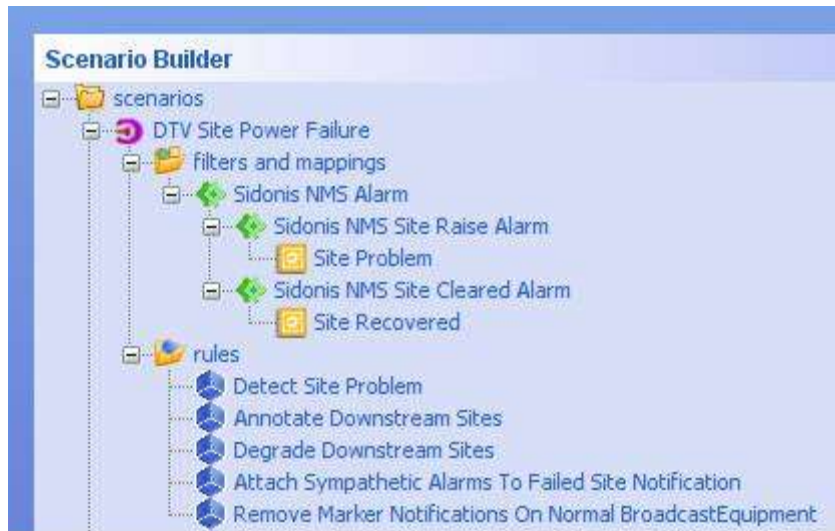 Scenario Builder
scenarios
DTV Site Power Failure
filters and mappings
Sidonis NMS Alarm
Sidonis NMS Site Raise Alarm
Site Problem
Sidonis NMS Site Cleared Alarm
Site Recovered
rules
Detect Site Problem
Annotate Downstream Sites
Degrade Downstream Sites
Attach Sympathetic Alarms To Failed Site Notification
Remove Marker Notifications On Normal BroadcastEquipment